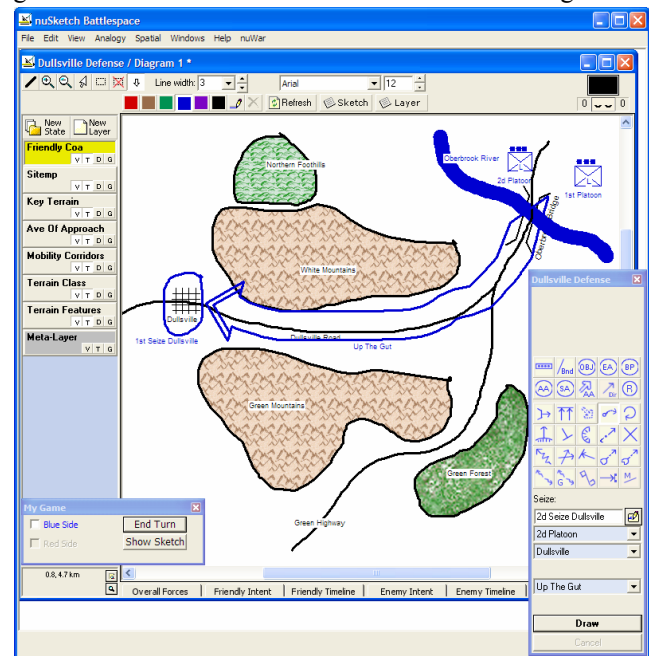 nuSketch Battlespace
File Edit View Analogy Spatial Windows Help nuWar
Dullsville Defense / Diagram 1 *
Line width: 3 Arial 12
Refresh Sketch Layer 0 0
New State New Layer
Friendly Coa
V T D G
Sitemp
V T D G
Key Terrain
V T D G
Ave Of Approach
V T D G
Mobility Corridors
V T D G
Terrain Class
V T D G
Terrain Features
V T D G
Meta-Layer
V T G
Northern Foothills
Oberbrook River
L
2d Platoon
L
1st Platoon
White Mountains
Dullsville
1st Seize Dullsville
Dullsville Road
Up The Gut
Green Mountains
Green Forest
Green Highway
Dullsville Defense
Bnd OBJ EA BP
AA SA AA Dir R
G M
Seize:
2d Seize Dullsville
2d Platoon
Dullsville
Up The Gut
Draw
Cancel
My Game
Blue Side End Turn
Red Side Show Sketch
0.8, 4.7 km
Overall Forces Friendly Intent Friendly Timeline Enemy Intent Enemy Timeline